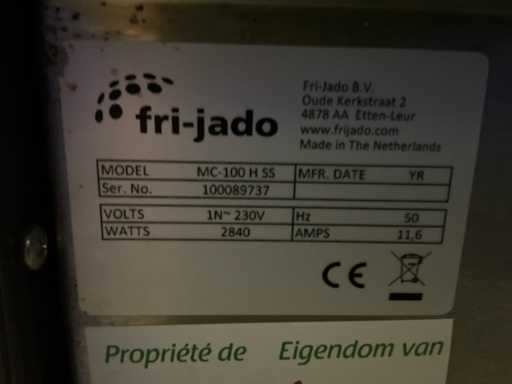 fri-jado
Fri-Jado B.V.
Oude Kerkstraat 2
4878 AA Etten-Leur
www.frijado.com
Made in The Netherlands
MODEL MC-100 H SS MFR. DATE YR
Ser. No. 100089737
VOLTS 1N~ 230V Hz 50
WATTS 2840 AMPS 11,6
CE
Propriété de Eigendom van